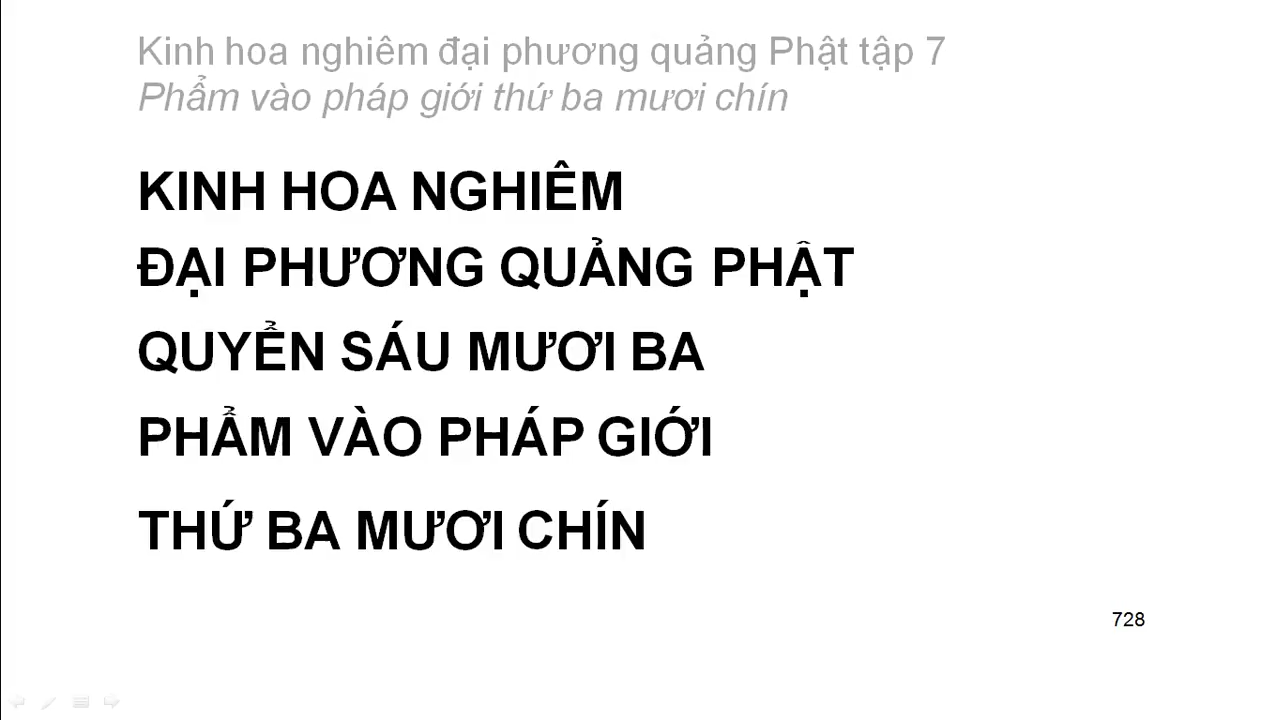 Kinh hoa nghiêm đại phương quảng Phật tập 7
Phẩm vào pháp giới thứ ba mươi chín
KINH HOA NGHIÊM
ĐẠI PHƯƠNG QUẢNG PHẬT
QUYỂN SÁU MƯƠI BA
PHẨM VÀO PHÁP GIỚI
THỨ BA MƯƠI CHÍN
728